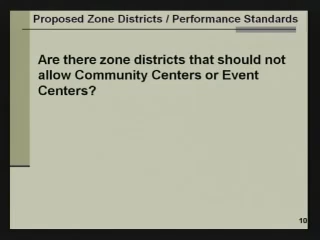 Proposed Zone Districts / Performance Standards
Are there zone districts that should not
allow Community Centers or Event
Centers?
10